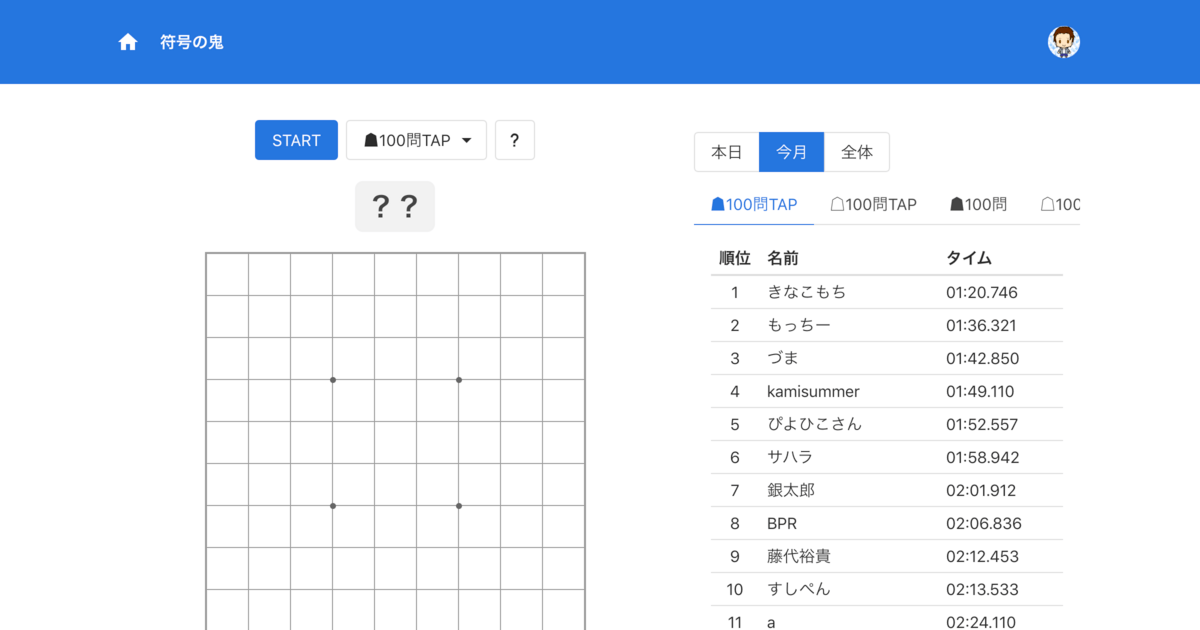 符号の鬼
START
☗100問TAP
?
? ?
本日 今月 全体
☗100問TAP ☖100問TAP ☗100問 ☖100
順位 名前 タイム
1 きなこもち 01:20.746
2 もっちー 01:36.321
3 づま 01:42.850
4 kamisummer 01:49.110
5 ぴよひこさん 01:52.557
6 サハラ 01:58.942
7 銀太郎 02:01.912
8 BPR 02:06.836
9 藤代裕貴 02:12.453
10 すしぺん 02:13.533
11 a 02:24.110